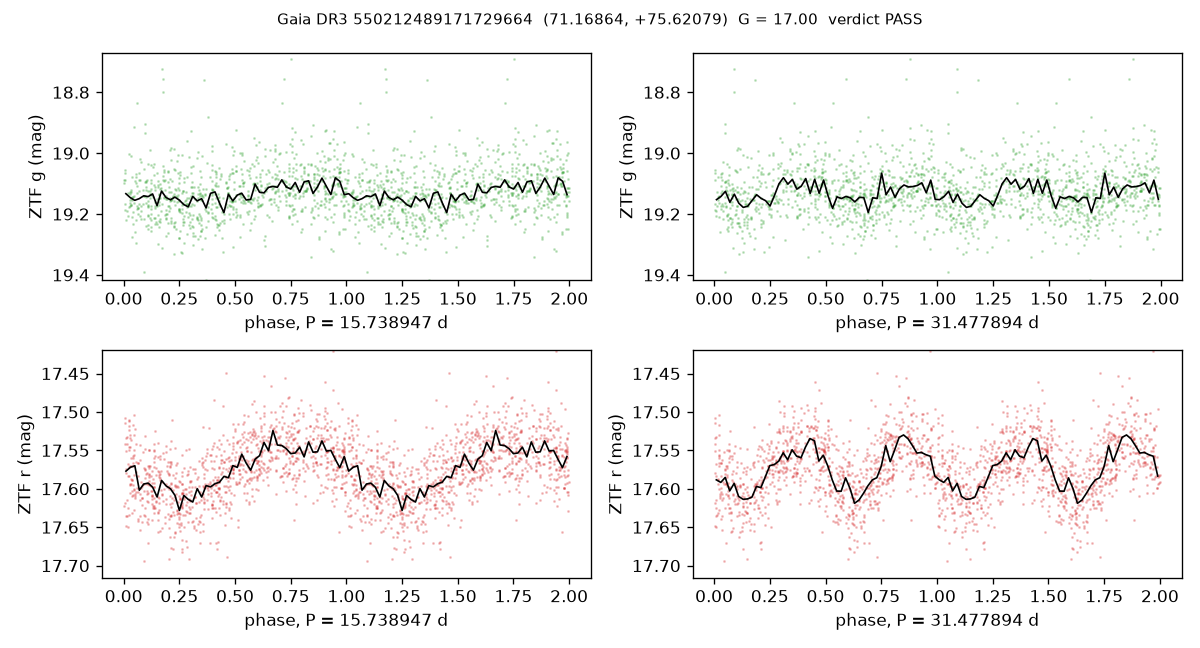 Gaia DR3 550212489171729664 (71.16864, +75.62079) G = 17.00 verdict PASS
ZTF g (mag)
18.8
19.0
19.2
19.4
0.00 0.25 0.50 0.75 1.00 1.25 1.50 1.75 2.00
phase, P = 15.738947 d
ZTF g (mag)
18.8
19.0
19.2
19.4
0.00 0.25 0.50 0.75 1.00 1.25 1.50 1.75 2.00
phase, P = 31.477894 d
ZTF r (mag)
17.45
17.50
17.55
17.60
17.65
17.70
0.00 0.25 0.50 0.75 1.00 1.25 1.50 1.75 2.00
phase, P = 15.738947 d
ZTF r (mag)
17.45
17.50
17.55
17.60
17.65
17.70
0.00 0.25 0.50 0.75 1.00 1.25 1.50 1.75 2.00
phase, P = 31.477894 d